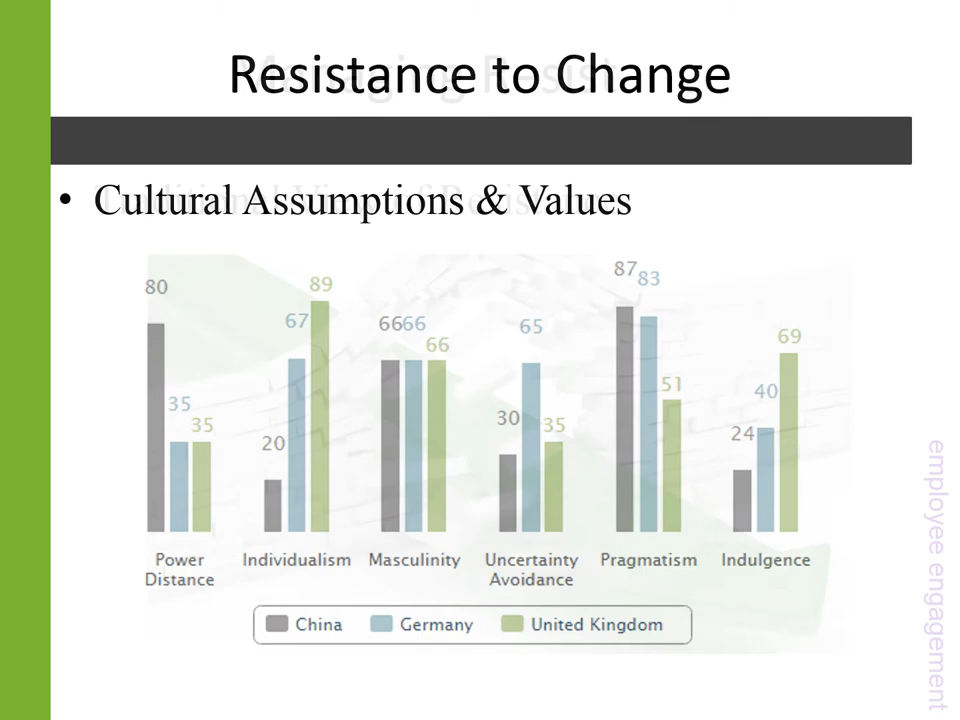 Resistance to Change
• Cultural Assumptions & Values
80 35 35
20 67 89
66 66 66
30 65 35
87 83 51
24 40 69
Power Distance
Individualism
Masculinity
Uncertainty Avoidance
Pragmatism
Indulgence
China Germany United Kingdom
employee engagement